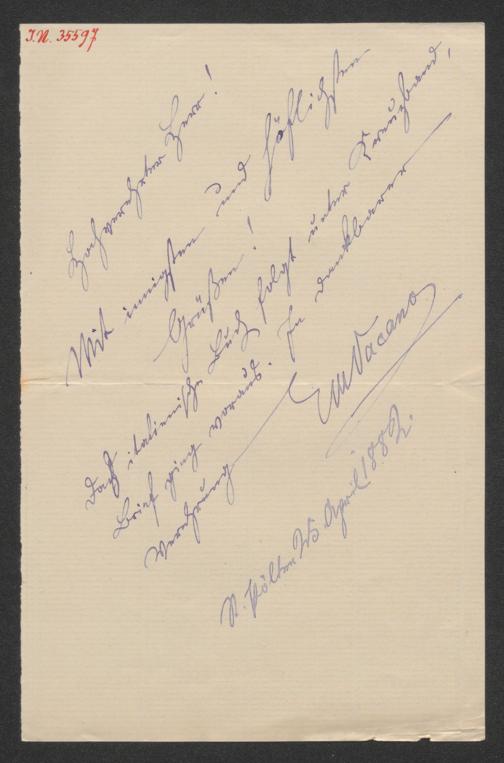 I.N. 35597
Hochverehrter Herr!
Mit innigsten und höflichsten
Grüßen!
Daß italienische Buch folgt unter Kreuzband,
Brief ging voraus. In dankbarer
Verehrung
EMVacano
St. Pölten 25 April 1882.